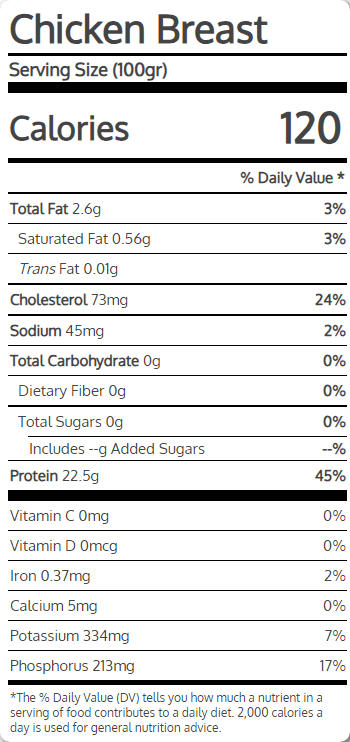 Chicken Breast
Serving Size (100gr)
Calories 120
% Daily Value *
Total Fat 2.6g 3%
Saturated Fat 0.56g 3%
Trans Fat 0.01g
Cholesterol 73mg 24%
Sodium 45mg 2%
Total Carbohydrate 0g 0%
Dietary Fiber 0g 0%
Total Sugars 0g 0%
Includes --g Added Sugars --%
Protein 22.5g 45%
Vitamin C 0mg 0%
Vitamin D 0mcg 0%
Iron 0.37mg 2%
Calcium 5mg 0%
Potassium 334mg 7%
Phosphorus 213mg 17%
*The % Daily Value (DV) tells you how much a nutrient in a
serving of food contributes to a daily diet. 2,000 calories a
day is used for general nutrition advice.